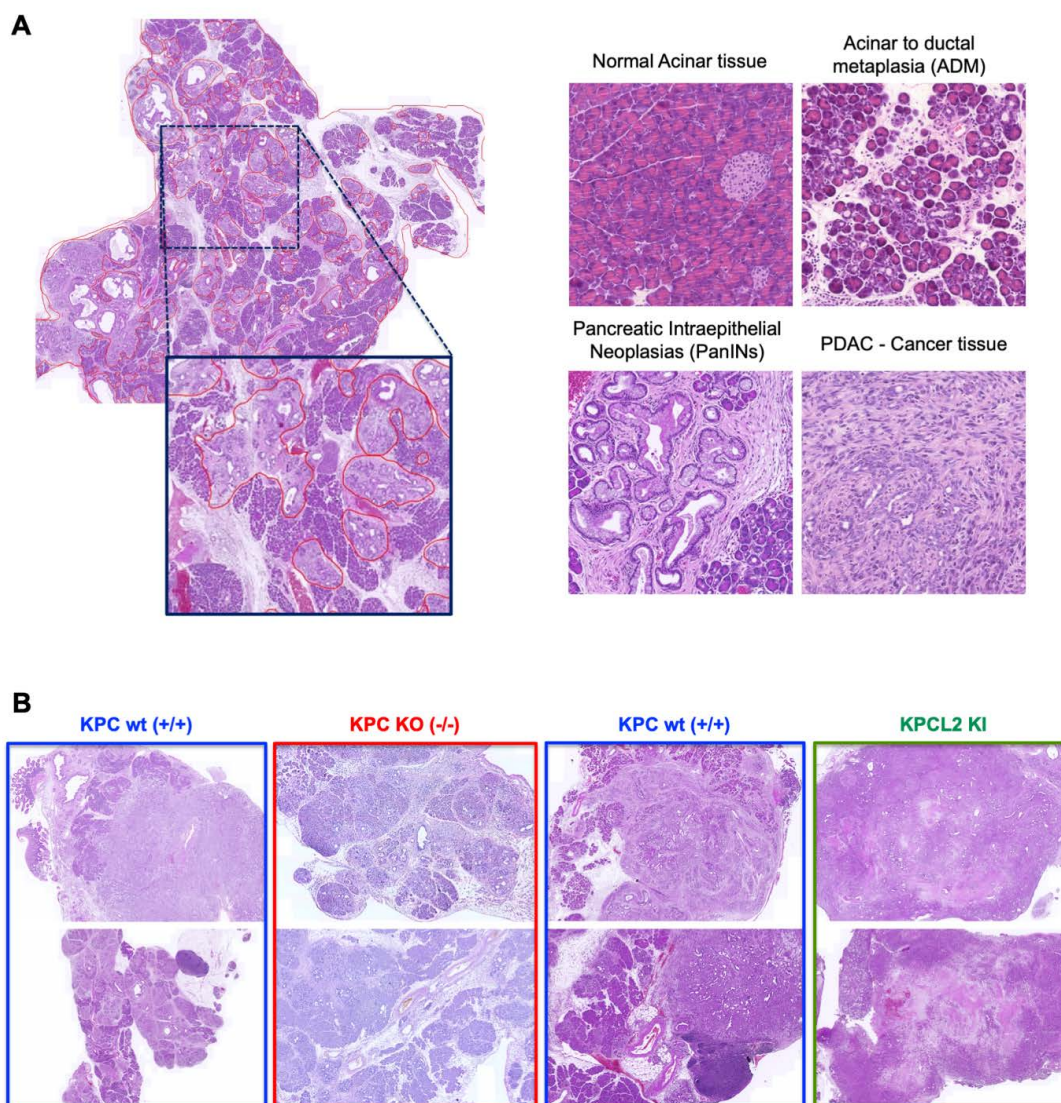 A
Normal Acinar tissue
Acinar to ductal
metaplasia (ADM)
Pancreatic Intraepithelial
Neoplasias (PanINs)
PDAC - Cancer tissue
B
KPC wt (+/+)
KPC KO (-/-)
KPC wt (+/+)
KPCL2 KI